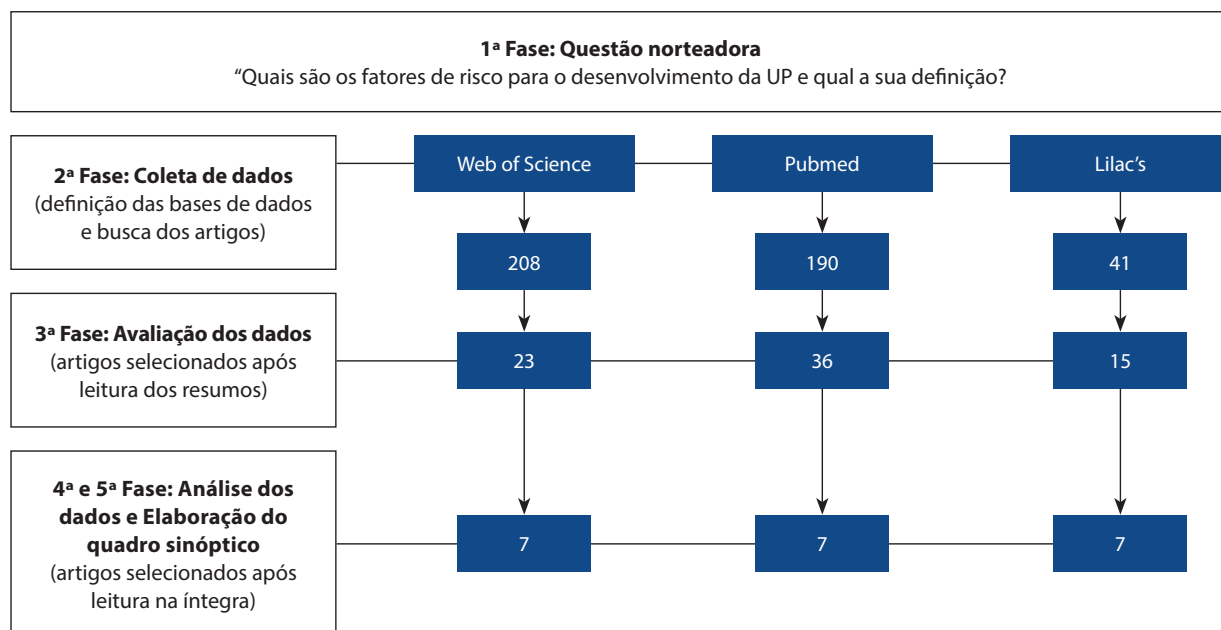 1ª Fase: Questão norteadora
“Quais são os fatores de risco para o desenvolvimento da UP e qual a sua definição?
2ª Fase: Coleta de dados
(definição das bases de dados
e busca dos artigos)
Web of Science
Pubmed
Lilac’s
208
190
41
3ª Fase: Avaliação dos dados
(artigos selecionados após
leitura dos resumos)
23
36
15
4ª e 5ª Fase: Análise dos
dados e Elaboração do
quadro sinóptico
(artigos selecionados após
leitura na íntegra)
7
7
7